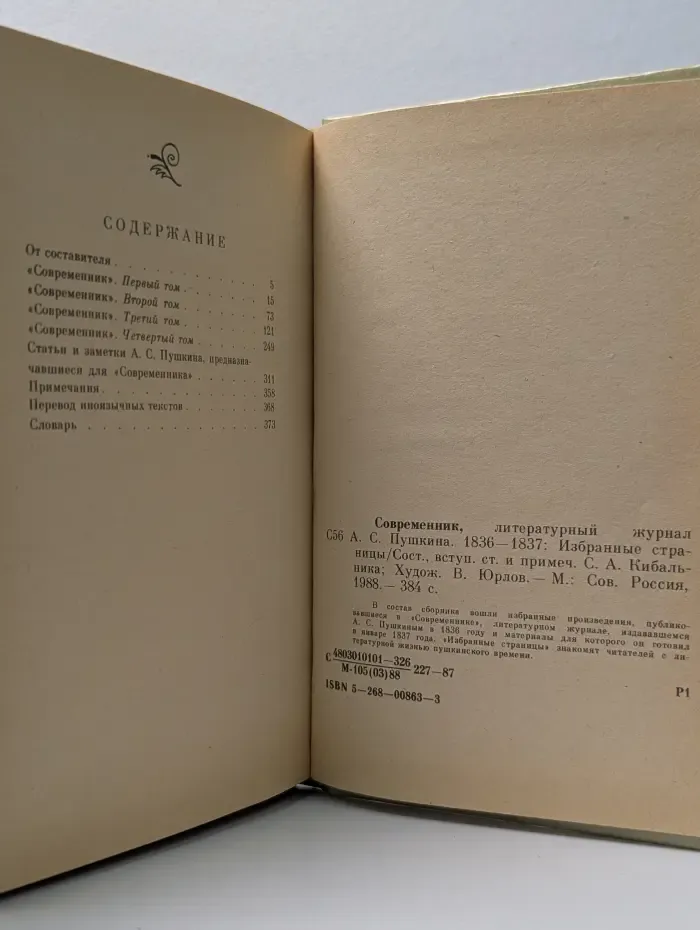 СОДЕРЖАНИЕ
От составителя . . . . . . . . 5
«Современник». Первый том . . . . . 15
«Современник». Второй том . . . . . 73
«Современник». Третий том . . . . . 121
«Современник». Четвертый том . . . . 249
Статьи и заметки А. С. Пушкина, предназна-
чавшиеся для «Современника» . . . . . 311
Примечания . . . . . . . . . 358
Перевод иноязычных текстов . . . . . 368
Словарь . . . . . . . . . 373
Современник, литературный журнал
С56 А. С. Пушкина. 1836—1837: Избранные стра-
ницы/Сост., вступ. ст. и примеч. С. А. Кибаль-
ника; Худож. В. Юрлов.— М.: Сов. Россия,
1988.— 384 с.
В состав сборника вошли избранные произведения, публико-
вавшиеся в «Современнике», литературном журнале, издававшемся
А. С. Пушкиным в 1836 году и материалы для которого он готовил
в январе 1837 года. «Избранные страницы» знакомят читателей с ли-
тературной жизнью пушкинского времени.
С 4803010101—326
М-105(03)88 227—87
ISBN 5—268—00863—3
Р1